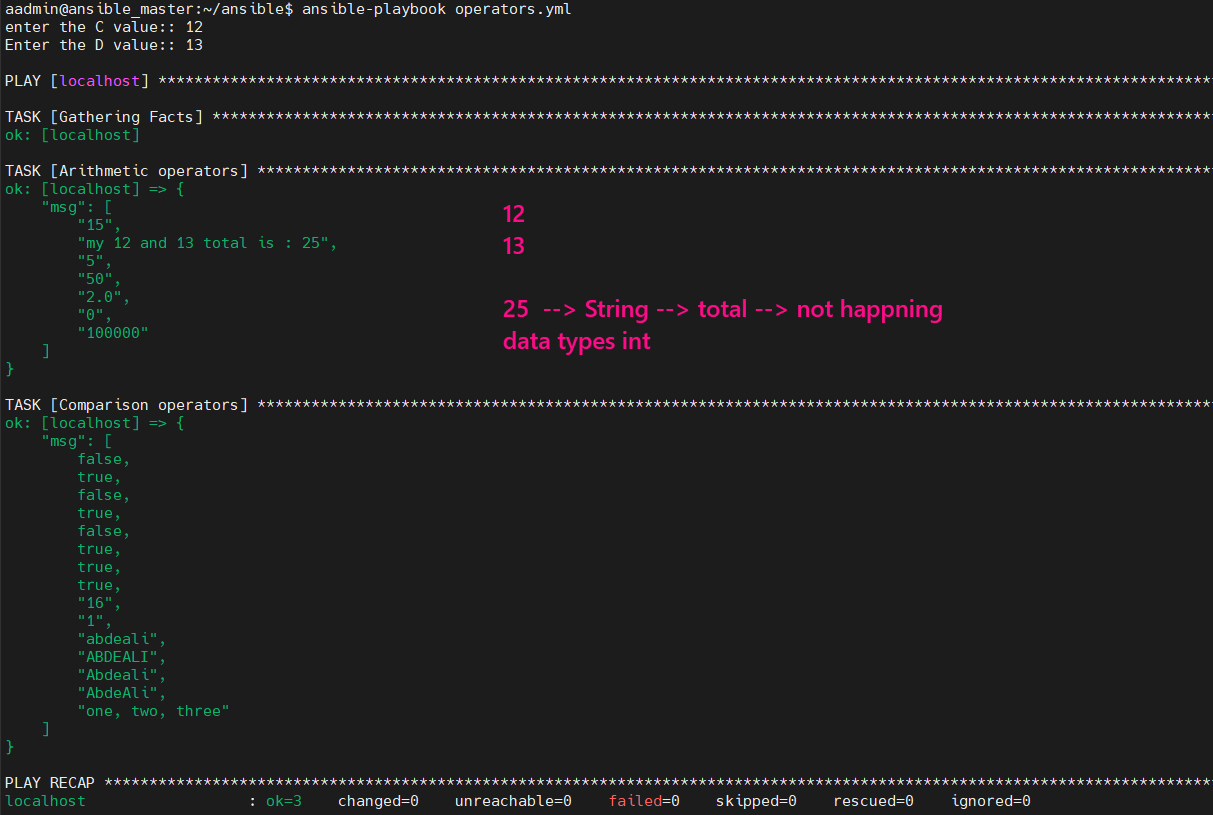 aadmin@ansible_master:~/ansible$ ansible-playbook operators.yml
enter the C value:: 12
Enter the D value:: 13
PLAY [localhost] *********************************************************************************************************************
TASK [Gathering Facts] ***************************************************************************************************************
ok: [localhost]
TASK [Arithmetic operators] **********************************************************************************************************
ok: [localhost] => {
    "msg": [
        "15",
        "my 12 and 13 total is : 25",
        "5",
        "50",
        "2.0",
        "0",
        "100000"
    ]
}
12
13
25 --> String --> total --> not happning
data types int
TASK [Comparison operators] **********************************************************************************************************
ok: [localhost] => {
    "msg": [
        false,
        true,
        false,
        true,
        false,
        true,
        true,
        true,
        "16",
        "1",
        "abdeali",
        "ABDEALI",
        "Abdeali",
        "AbdeAli",
        "one, two, three"
    ]
}
PLAY RECAP ***************************************************************************************************************************
localhost                  : ok=3    changed=0    unreachable=0    failed=0    skipped=0    rescued=0    ignored=0